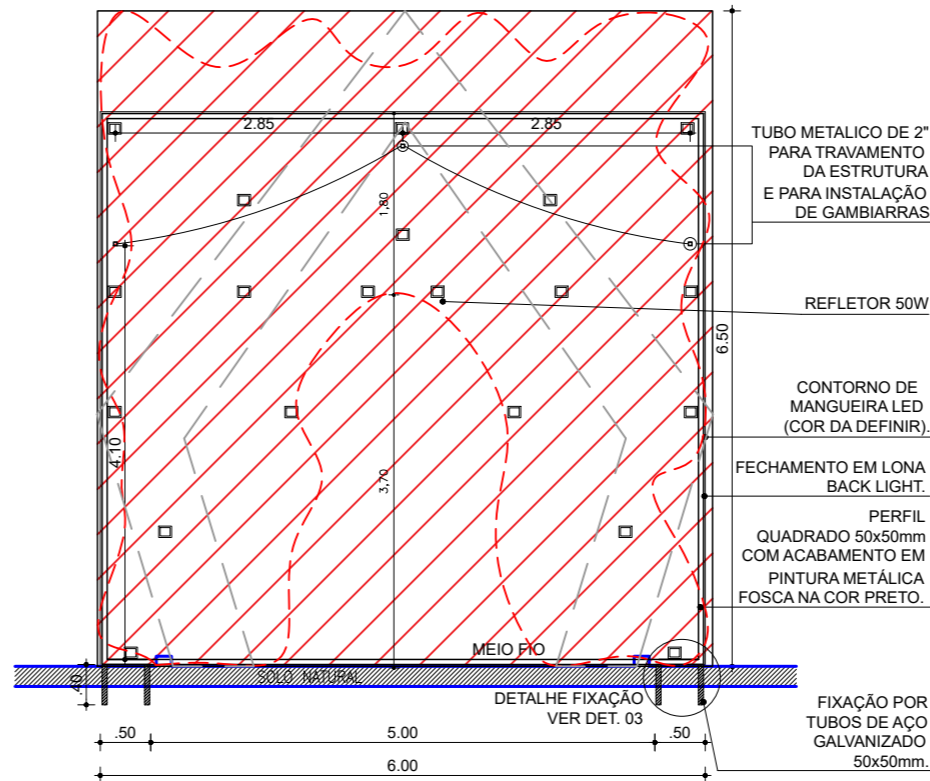 2.85
2.85
TUBO METALICO DE 2"
PARA TRAVAMENTO
DA ESTRUTURA
E PARA INSTALAÇÃO
DE GAMBIARRAS
1,80
REFLETOR 50W
6.50
CONTORNO DE
MANGUEIRA LED
(COR DA DEFINIR).
4.10
3,70
FECHAMENTO EM LONA
BACK LIGHT.
PERFIL
QUADRADO 50x50mm
COM ACABAMENTO EM
PINTURA METÁLICA
FOSCA NA COR PRETO.
MEIO FIO
SOLO NATURAL
.40
DETALHE FIXAÇÃO
VER DET. 03
FIXAÇÃO POR
TUBOS DE AÇO
GALVANIZADO
50x50mm.
.50
5.00
.50
6.00